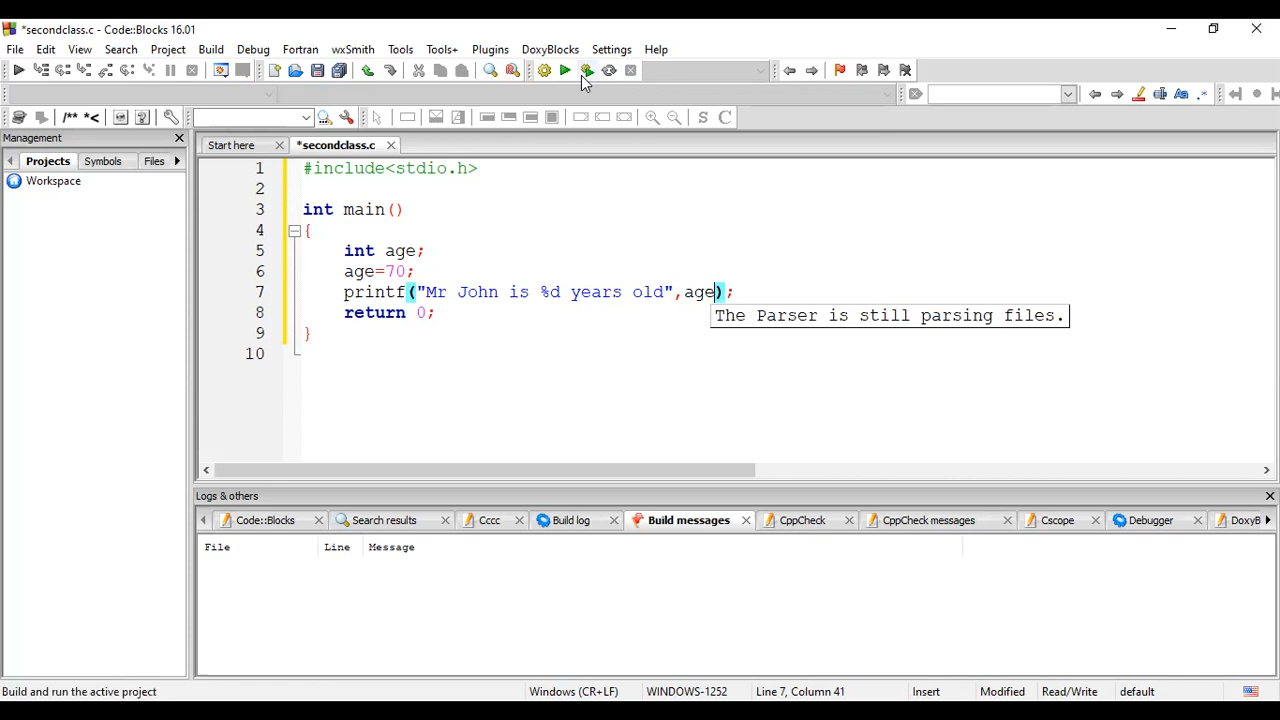 *secondclass.c - Code::Blocks 16.01
File Edit View Search Project Build Debug Fortran wxSmith Tools Tools+ Plugins DoxyBlocks Settings Help
/** *<
S C
Management
Start here *secondclass.c
Projects Symbols Files
Workspace
1 #include<stdio.h>
2
3 int main()
4 {
5 int age;
6 age=70;
7 printf("Mr John is %d years old",age);
8 return 0;
9 }
10
The Parser is still parsing files.
Logs & others
Code::Blocks Search results Cccc Build log Build messages CppCheck CppCheck messages Cscope Debugger DoxyB
File Line Message
Build and run the active project Windows (CR+LF) WINDOWS-1252 Line 7, Column 41 Insert Modified Read/Write default